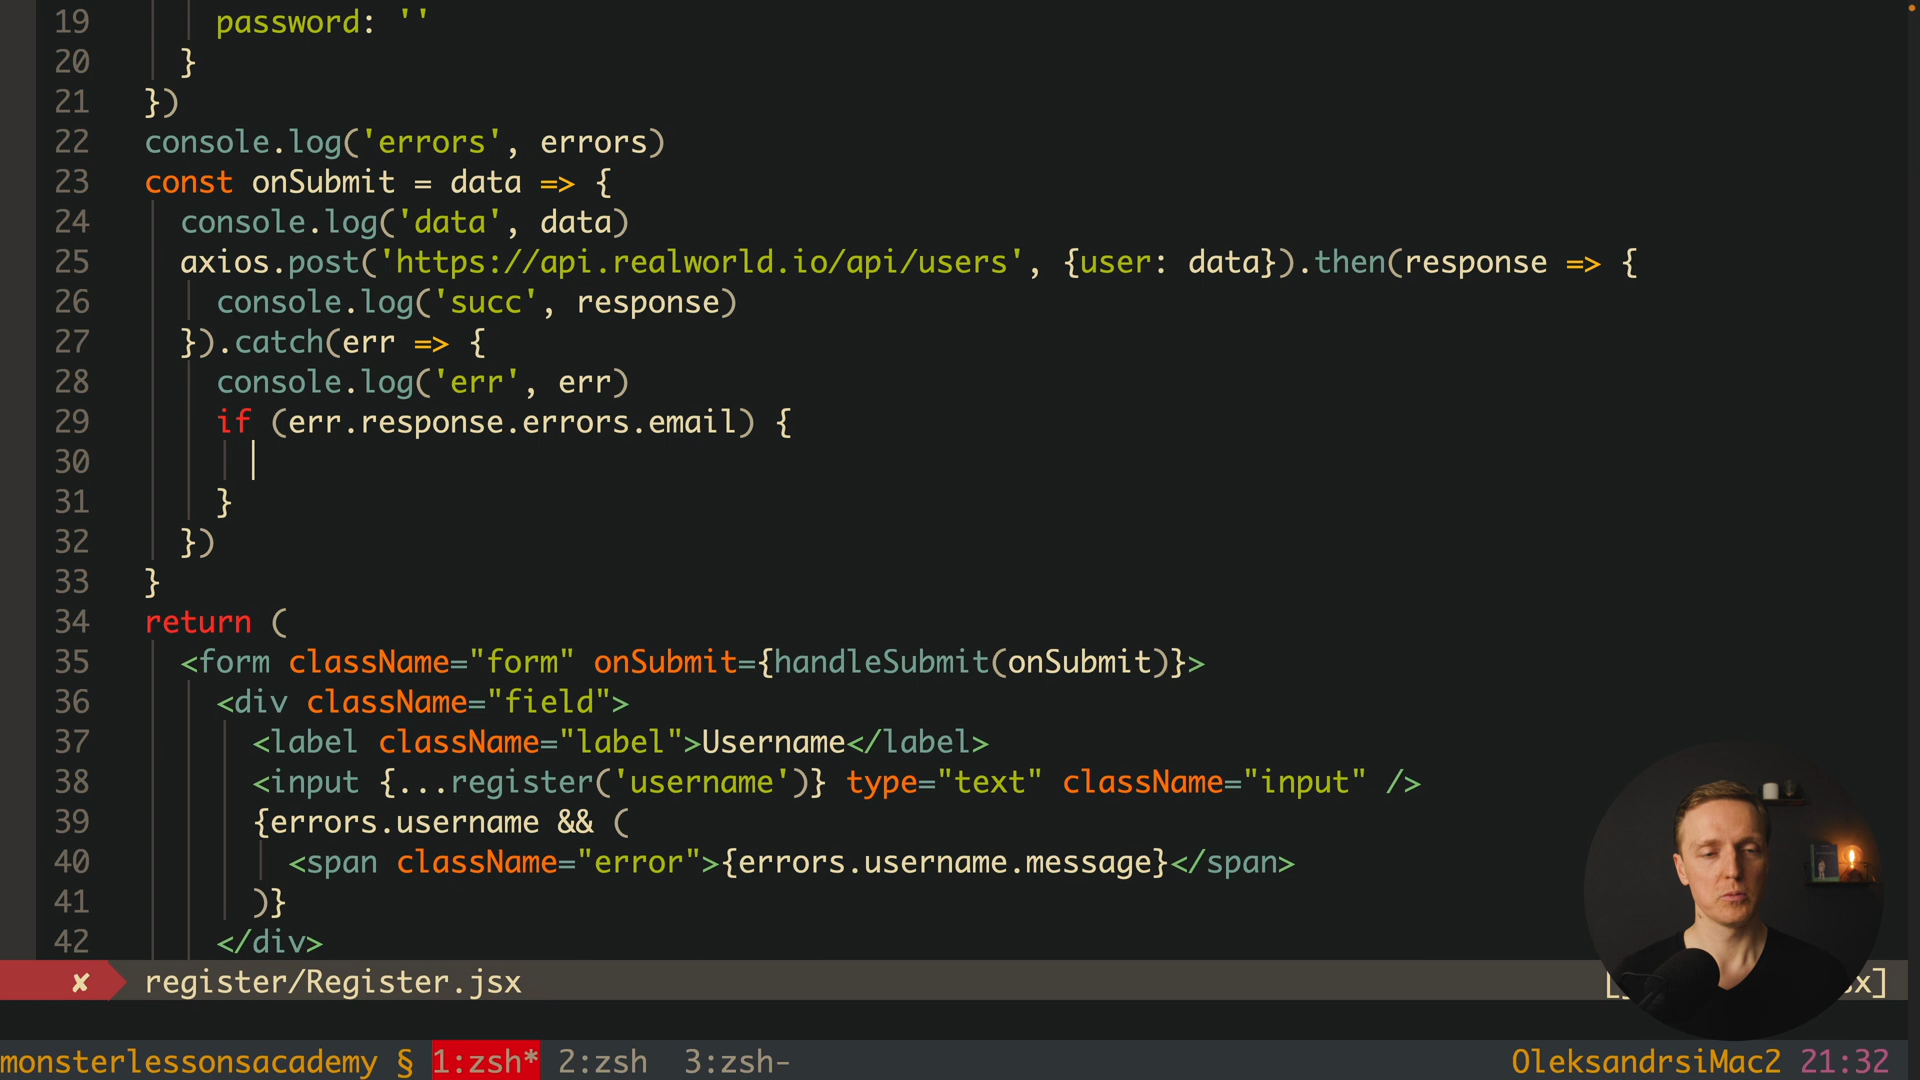 19 password: ''
20 }
21 })
22 console.log('errors', errors)
23 const onSubmit = data => {
24 console.log('data', data)
25 axios.post('https://api.realworld.io/api/users', {user: data}).then(response => {
26 console.log('succ', response)
27 }).catch(err => {
28 console.log('err', err)
29 if (err.response.errors.email) {
30
31 }
32 })
33 }
34 return (
35 <form className="form" onSubmit={handleSubmit(onSubmit)}>
36 <div className="field">
37 <label className="label">Username</label>
38 <input {...register('username')} type="text" className="input" />
39 {errors.username && (
40 <span className="error">{errors.username.message}</span>
41 )}
42 </div>
✘ register/Register.jsx
monsterlessonsacademy § 1:zsh* 2:zsh 3:zsh- OleksandrsiMac2 21:32